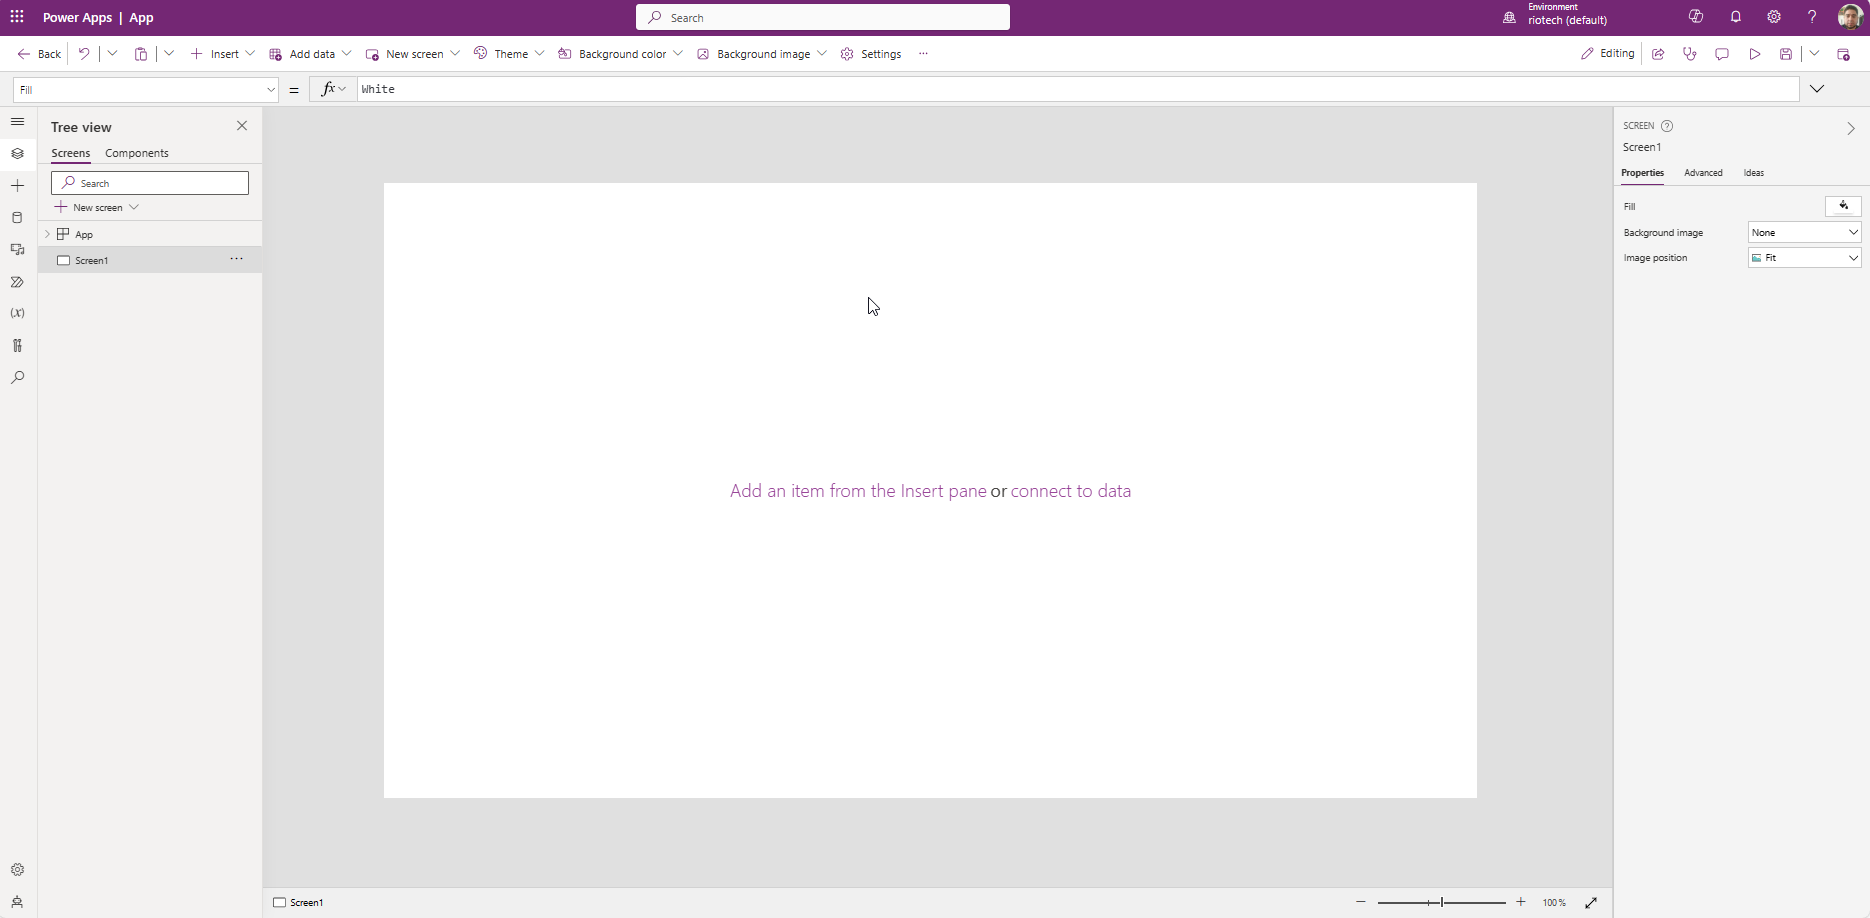 Power Apps | App
Search
Environment
riotech (default)
Back
Insert
Add data
New screen
Theme
Background color
Background image
Settings
Editing
Fill
=
fx
White
Tree view
Screens
Components
Search
New screen
App
Screen1
(x)
Add an item from the Insert pane or connect to data
SCREEN
Screen1
Properties
Advanced
Ideas
Fill
Background image
None
Image position
Fit
Screen1
100 %